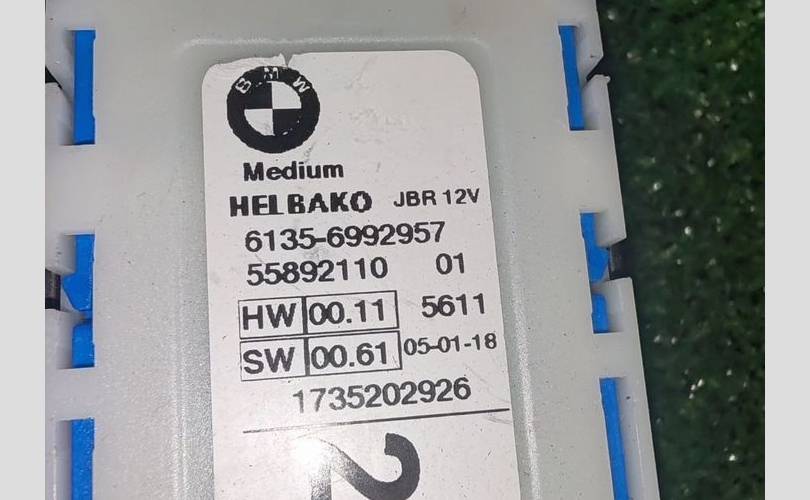 BMW
Medium
HELBAKO JBR 12V
6135-6992957
55892110 01
HW 00.11 5611
SW 00.61 05-01-18
1735202926
2